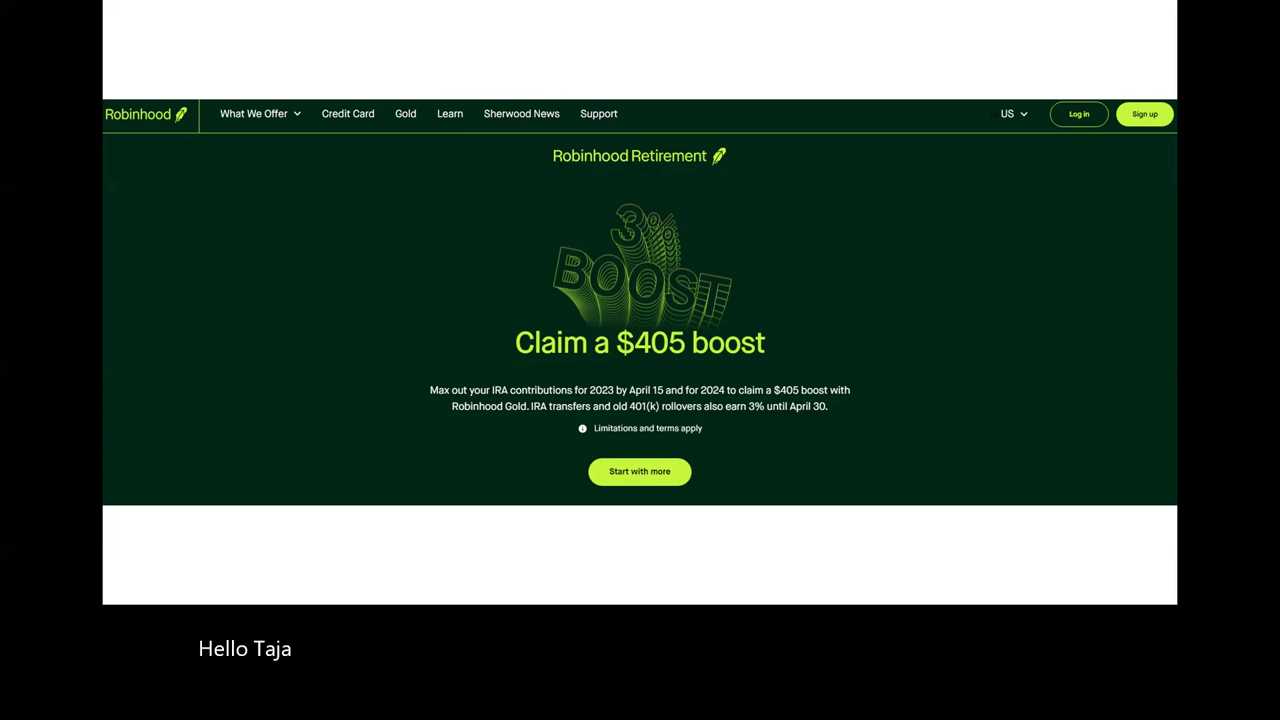 Robinhood
What We Offer
Credit Card
Gold
Learn
Sherwood News
Support
US
Log in
Sign up
Robinhood Retirement
3%
BOOST
Claim a $405 boost
Max out your IRA contributions for 2023 by April 15 and for 2024 to claim a $405 boost with
Robinhood Gold. IRA transfers and old 401(k) rollovers also earn 3% until April 30.
Limitations and terms apply
Start with more
Hello Taja